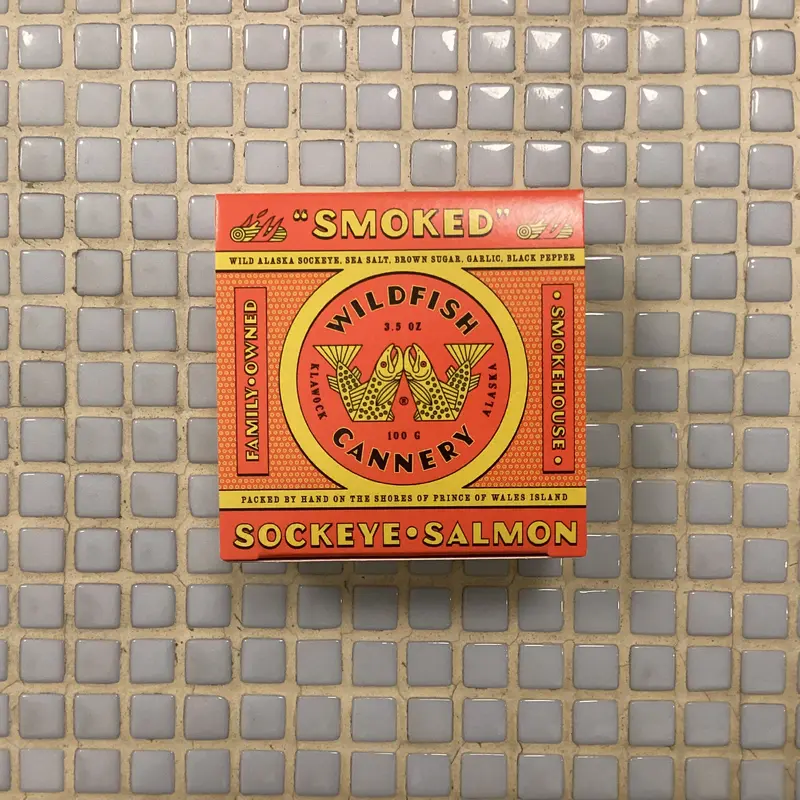 "SMOKED"
WILD ALASKA SOCKEYE, SEA SALT, BROWN SUGAR, GARLIC, BLACK PEPPER
FAMILY•OWNED
WILDFISH
3.5 OZ
KLAWOCK
ALASKA
®
100 G
CANNERY
• SMOKEHOUSE •
PACKED BY HAND ON THE SHORES OF PRINCE OF WALES ISLAND
SOCKEYE•SALMON